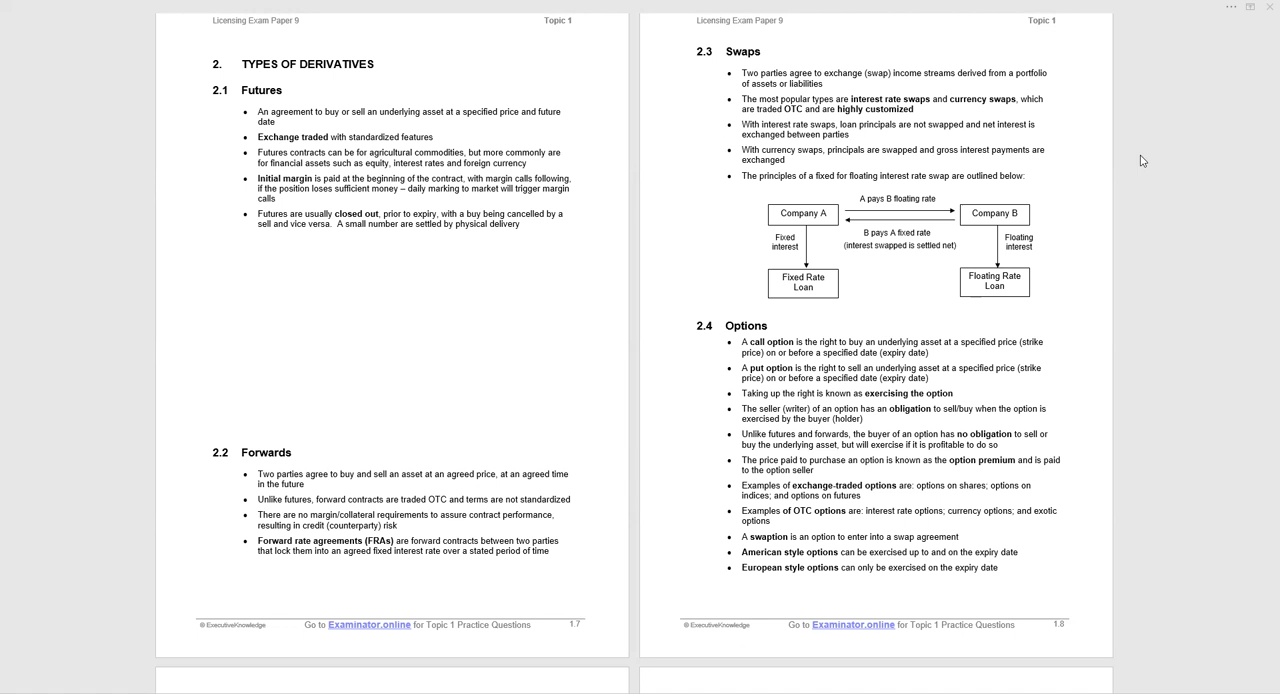 Licensing Exam Paper 9 Topic 1
2. TYPES OF DERIVATIVES
2.1 Futures
• An agreement to buy or sell an underlying asset at a specified price and future
date
• Exchange traded with standardized features
• Futures contracts can be for agricultural commodities, but more commonly are
for financial assets such as equity, interest rates and foreign currency
• Initial margin is paid at the beginning of the contract, with margin calls following,
if the position loses sufficient money – daily marking to market will trigger margin
calls
• Futures are usually closed out, prior to expiry, with a buy being cancelled by a
sell and vice versa. A small number are settled by physical delivery
2.2 Forwards
• Two parties agree to buy and sell an asset at an agreed price, at an agreed time
in the future
• Unlike futures, forward contracts are traded OTC and terms are not standardized
• There are no margin/collateral requirements to assure contract performance,
resulting in credit (counterparty) risk
• Forward rate agreements (FRAs) are forward contracts between two parties
that lock them into an agreed fixed interest rate over a stated period of time
© ExecutiveKnowledge Go to Examinator.online for Topic 1 Practice Questions 1.7
Licensing Exam Paper 9 Topic 1
2.3 Swaps
• Two parties agree to exchange (swap) income streams derived from a portfolio
of assets or liabilities
• The most popular types are interest rate swaps and currency swaps, which
are traded OTC and are highly customized
• With interest rate swaps, loan principals are not swapped and net interest is
exchanged between parties
• With currency swaps, principals are swapped and gross interest payments are
exchanged
• The principles of a fixed for floating interest rate swap are outlined below:
A pays B floating rate
Company A
Company B
B pays A fixed rate
(interest swapped is settled net)
Fixed
interest
Floating
interest
Fixed Rate
Loan
Floating Rate
Loan
2.4 Options
• A call option is the right to buy an underlying asset at a specified price (strike
price) on or before a specified date (expiry date)
• A put option is the right to sell an underlying asset at a specified price (strike
price) on or before a specified date (expiry date)
• Taking up the right is known as exercising the option
• The seller (writer) of an option has an obligation to sell/buy when the option is
exercised by the buyer (holder)
• Unlike futures and forwards, the buyer of an option has no obligation to sell or
buy the underlying asset, but will exercise if it is profitable to do so
• The price paid to purchase an option is known as the option premium and is paid
to the option seller
• Examples of exchange-traded options are: options on shares; options on
indices; and options on futures
• Examples of OTC options are: interest rate options; currency options; and exotic
options
• A swaption is an option to enter into a swap agreement
• American style options can be exercised up to and on the expiry date
• European style options can only be exercised on the expiry date
© ExecutiveKnowledge Go to Examinator.online for Topic 1 Practice Questions 1.8